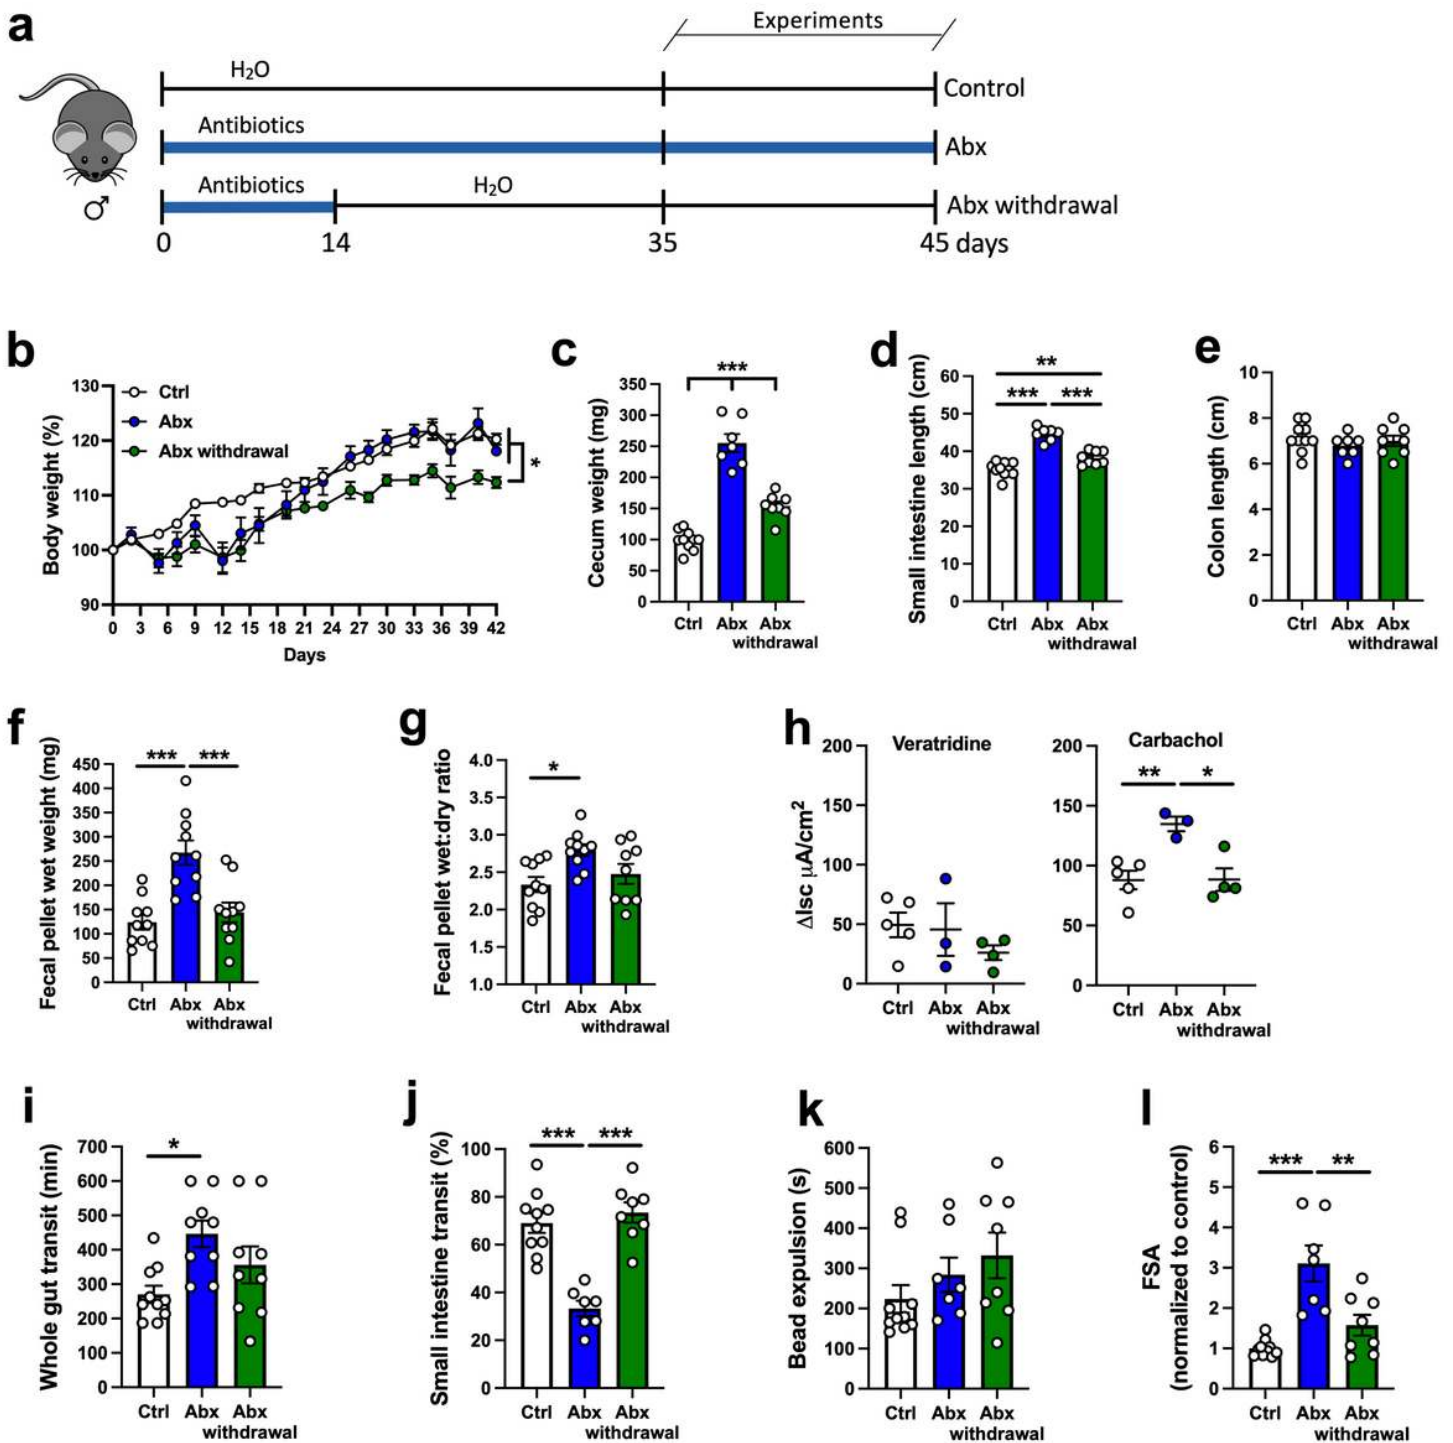 a
Experiments
H₂O
Control
Antibiotics
Abx
Antibiotics
H₂O
Abx withdrawal
♂
0 14 35 45 days
b
Body weight (%)
130
120
110
100
90
Ctrl
Abx
Abx withdrawal
*
0 3 6 9 12 15 18 21 24 27 30 33 36 39 42
Days
c
Cecum weight (mg)
***
350
300
250
200
150
100
50
0
Ctrl Abx Abx
withdrawal
d
Small intestine length (cm)
**
*** ***
60
50
40
30
20
10
0
Ctrl Abx Abx
withdrawal
e
Colon length (cm)
10
8
6
4
2
0
Ctrl Abx Abx
withdrawal
f
Fecal pellet wet weight (mg)
*** ***
450
400
350
300
250
200
150
100
50
0
Ctrl Abx Abx
withdrawal
g
Fecal pellet wet:dry ratio
*
4.0
3.5
3.0
2.5
2.0
1.5
1.0
Ctrl Abx Abx
withdrawal
h
ΔIsc μA/cm²
Veratridine
200
150
100
50
0
Ctrl Abx Abx
withdrawal
Carbachol
** *
200
150
100
50
0
Ctrl Abx Abx
withdrawal
i
Whole gut transit (min)
*
700
600
500
400
300
200
100
0
Ctrl Abx Abx
withdrawal
j
Small intestine transit (%)
*** ***
100
80
60
40
20
0
Ctrl Abx Abx
withdrawal
k
Bead expulsion (s)
600
500
400
300
200
100
0
Ctrl Abx Abx
withdrawal
l
FSA
(normalized to control)
*** **
6
5
4
3
2
1
0
Ctrl Abx Abx
withdrawal